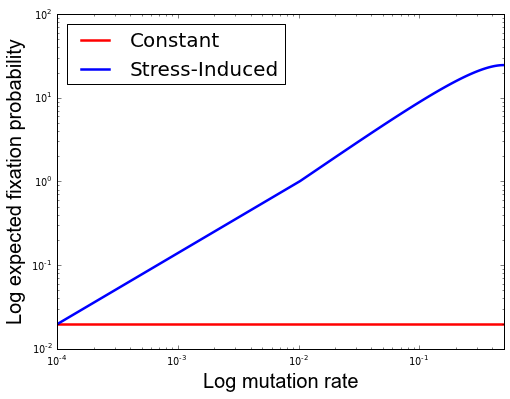 Constant
Stress-Induced
Log expected fixation probability
10^2
10^1
10^0
10^-1
10^-2
10^-4
10^-3
10^-2
10^-1
Log mutation rate